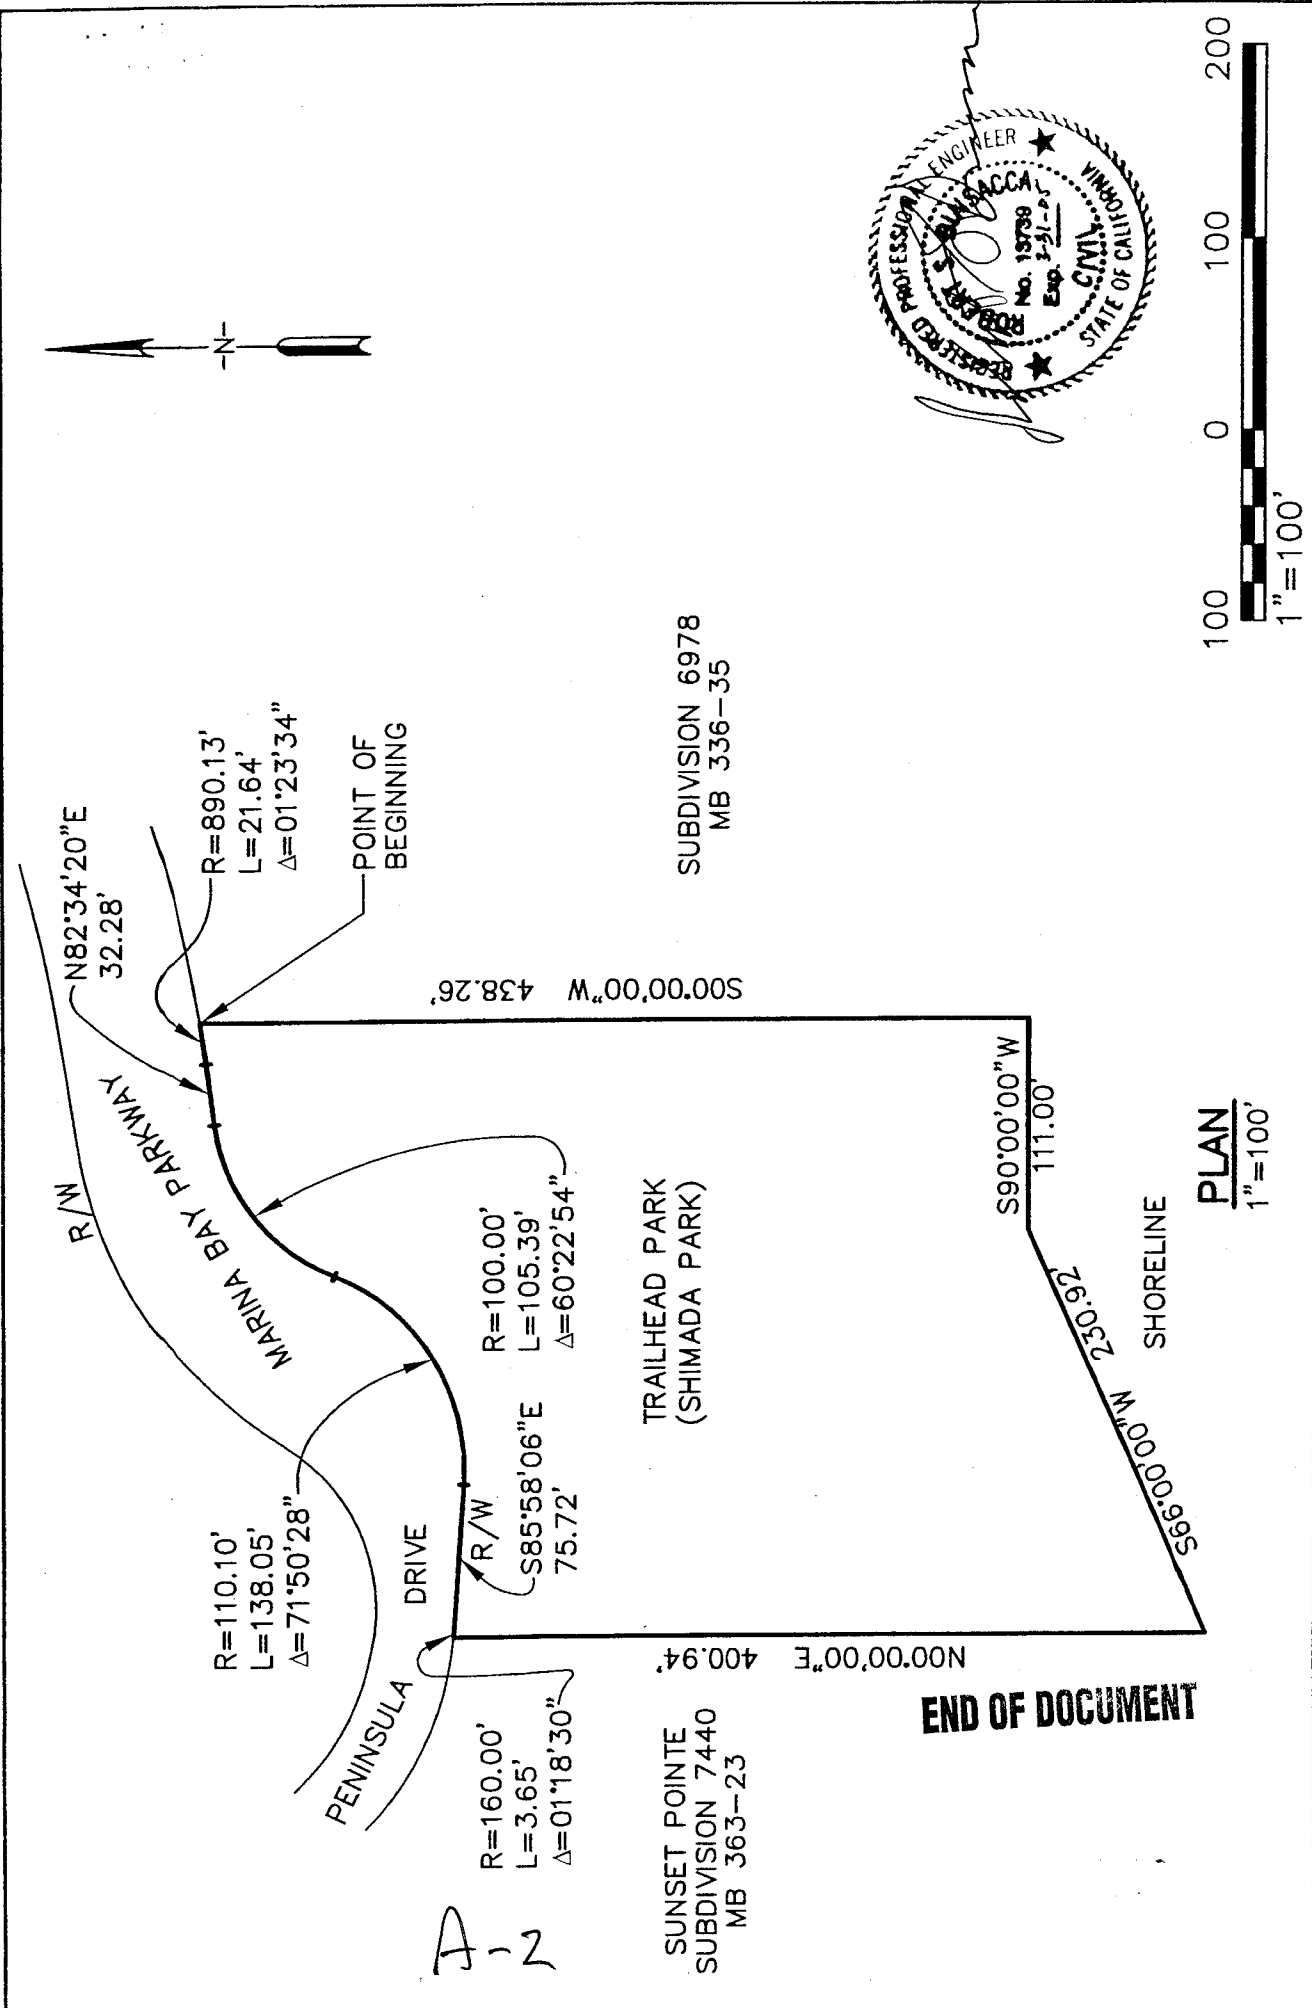 N82°34'20"E
32.28'
R=890.13'
L=21.64'
Δ=01°23'34"
POINT OF
BEGINNING
-N-
R/W
MARINA BAY PARKWAY
R=110.10'
L=138.05'
Δ=71°50'28"
PENINSULA
DRIVE
R/W
R=160.00'
L=3.65'
Δ=01°18'30"
S85°58'06"E
75.72'
R=100.00'
L=105.39'
Δ=60°22'54"
S00°00'00"W 438.26'
TRAILHEAD PARK
(SHIMADA PARK)
SUBDIVISION 6978
MB 336-35
SUNSET POINTE
SUBDIVISION 7440
MB 363-23
N00°00'00"E 400.94'
S90°00'00"W
111.00'
S66°00'00"W 230.92'
SHORELINE
PLAN
1"=100'
A-2
END OF DOCUMENT
REGISTERED PROFESSIONAL ENGINEER
ROBERT S.
No. 13739
Exp. 3-31-05
CIVIL
STATE OF CALIFORNIA
100 0 100 200
1"=100'